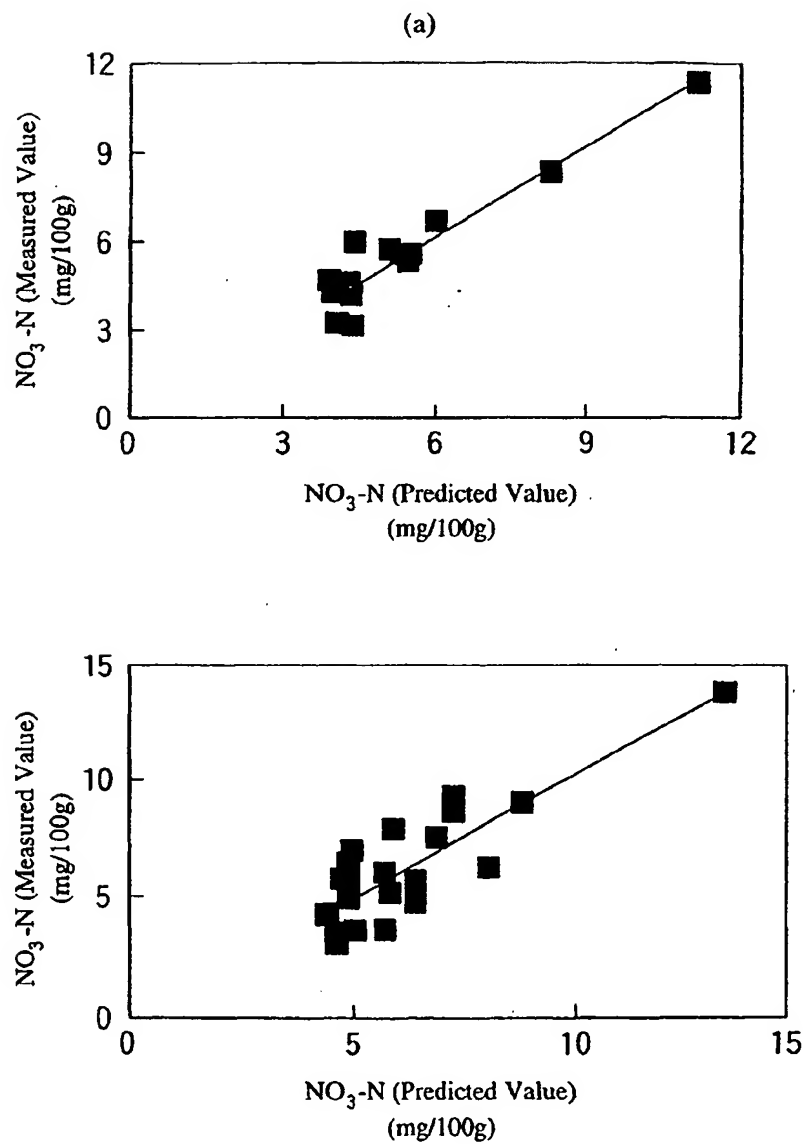 (a)
12
9
6
3
0
0 3 6 9 12
NO3-N (Measured Value)
(mg/100g)
NO3-N (Predicted Value)
(mg/100g)
15
10
5
0
0 5 10 15
NO3-N (Measured Value)
(mg/100g)
NO3-N (Predicted Value)
(mg/100g)